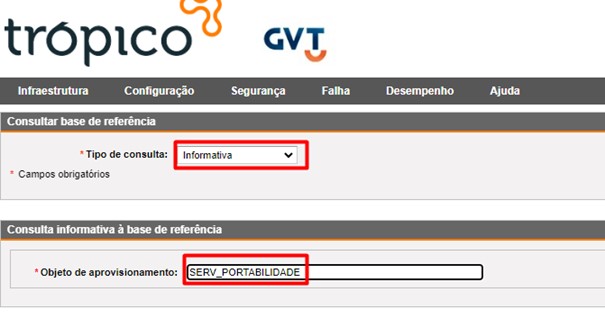 trópico
GVT
Infraestrutura Configuração Segurança Falha Desempenho Ajuda
Consultar base de referência
* Tipo de consulta: Informativa
* Campos obrigatórios
Consulta informativa à base de referência
* Objeto de aprovisionamento: SERV_PORTABILIDADE